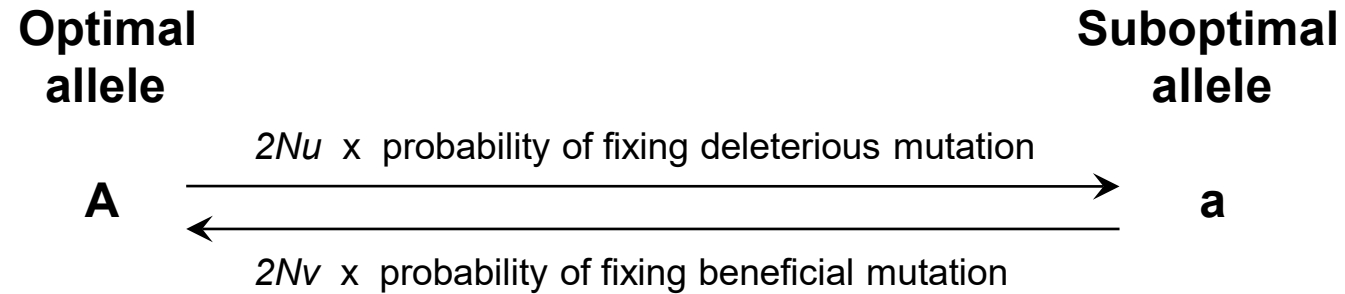 Optimal
allele
Suboptimal
allele
2Nu x probability of fixing deleterious mutation
A
a
2Nv x probability of fixing beneficial mutation